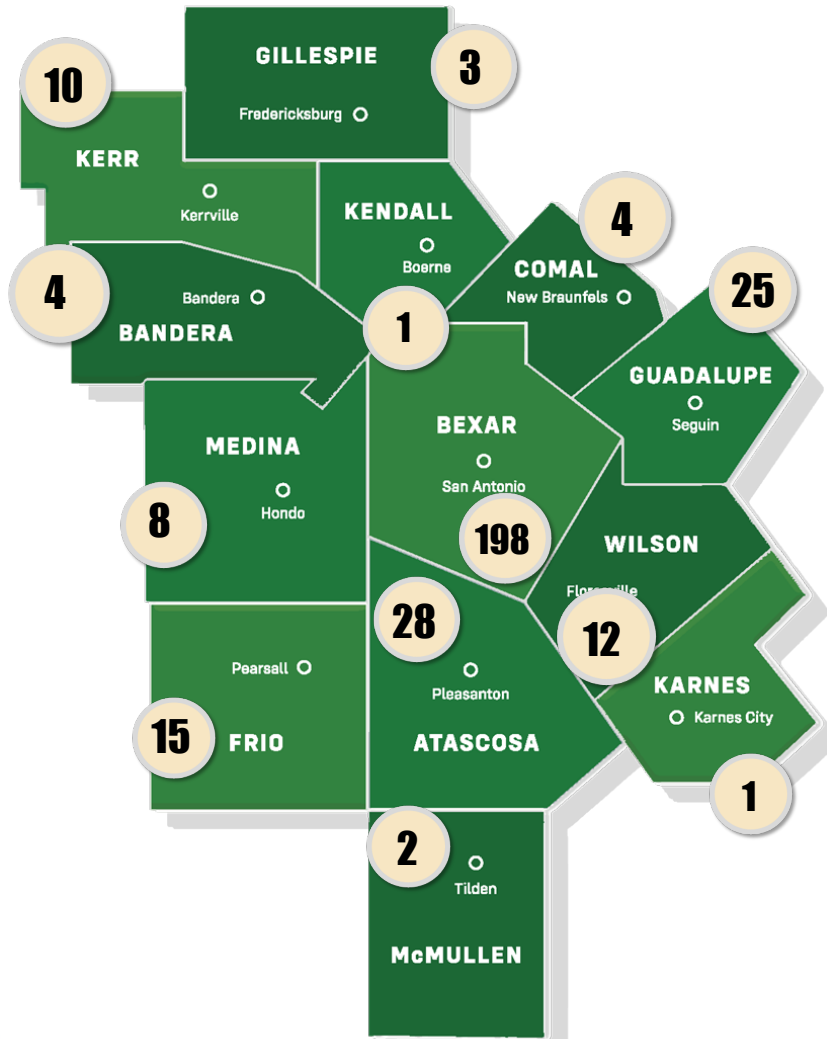 GILLESPIE
3
Fredericksburg
10
KERR
Kerrville
KENDALL
Boerne
4
COMAL
New Braunfels
4
Bandera
BANDERA
1
25
GUADALUPE
Seguin
BEXAR
San Antonio
198
MEDINA
Hondo
8
WILSON
12
28
Pleasanton
ATASCOSA
Pearsall
15
FRIO
KARNES
Karnes City
1
2
Tilden
McMULLEN